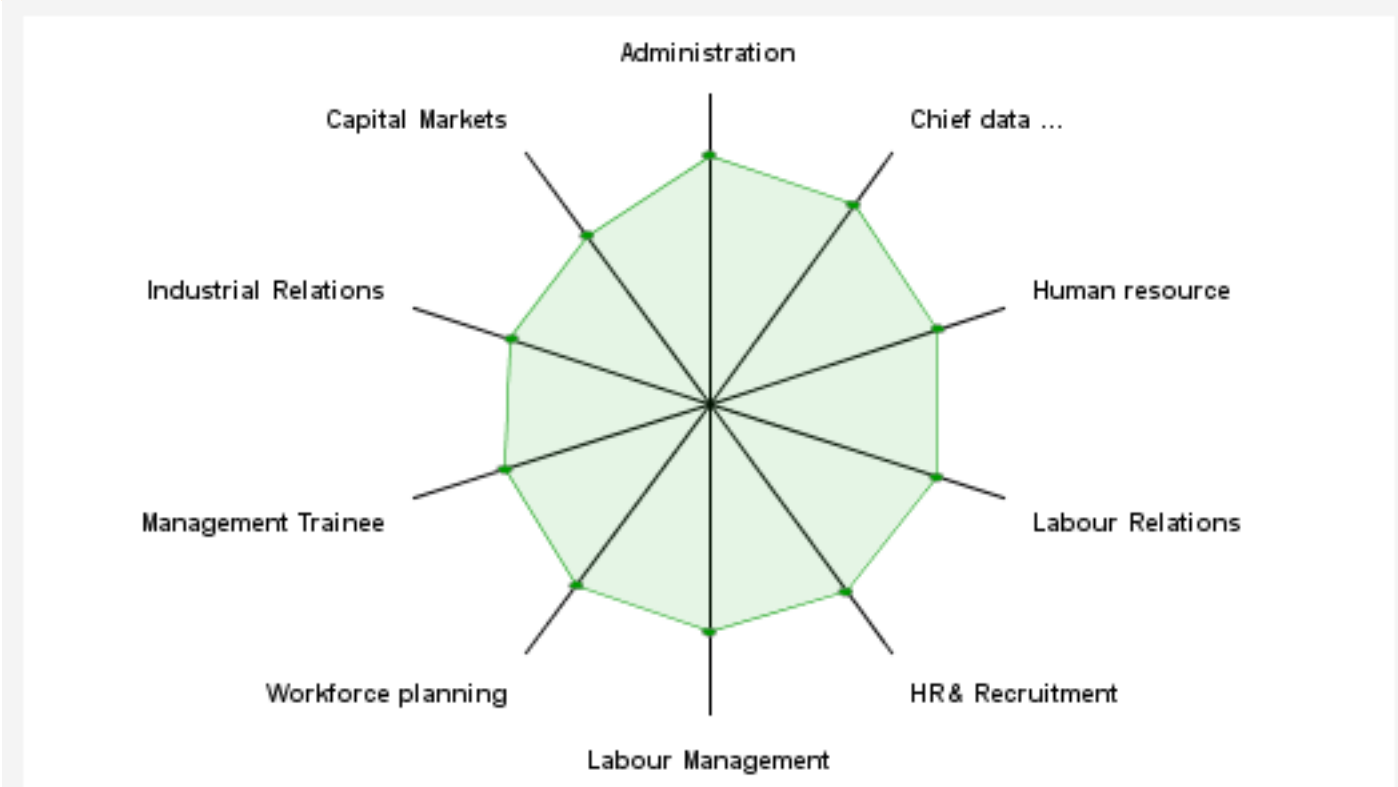 Administration
Capital Markets
Chief data ...
Industrial Relations
Human resource
Management Trainee
Labour Relations
Workforce planning
HR& Recruitment
Labour Management